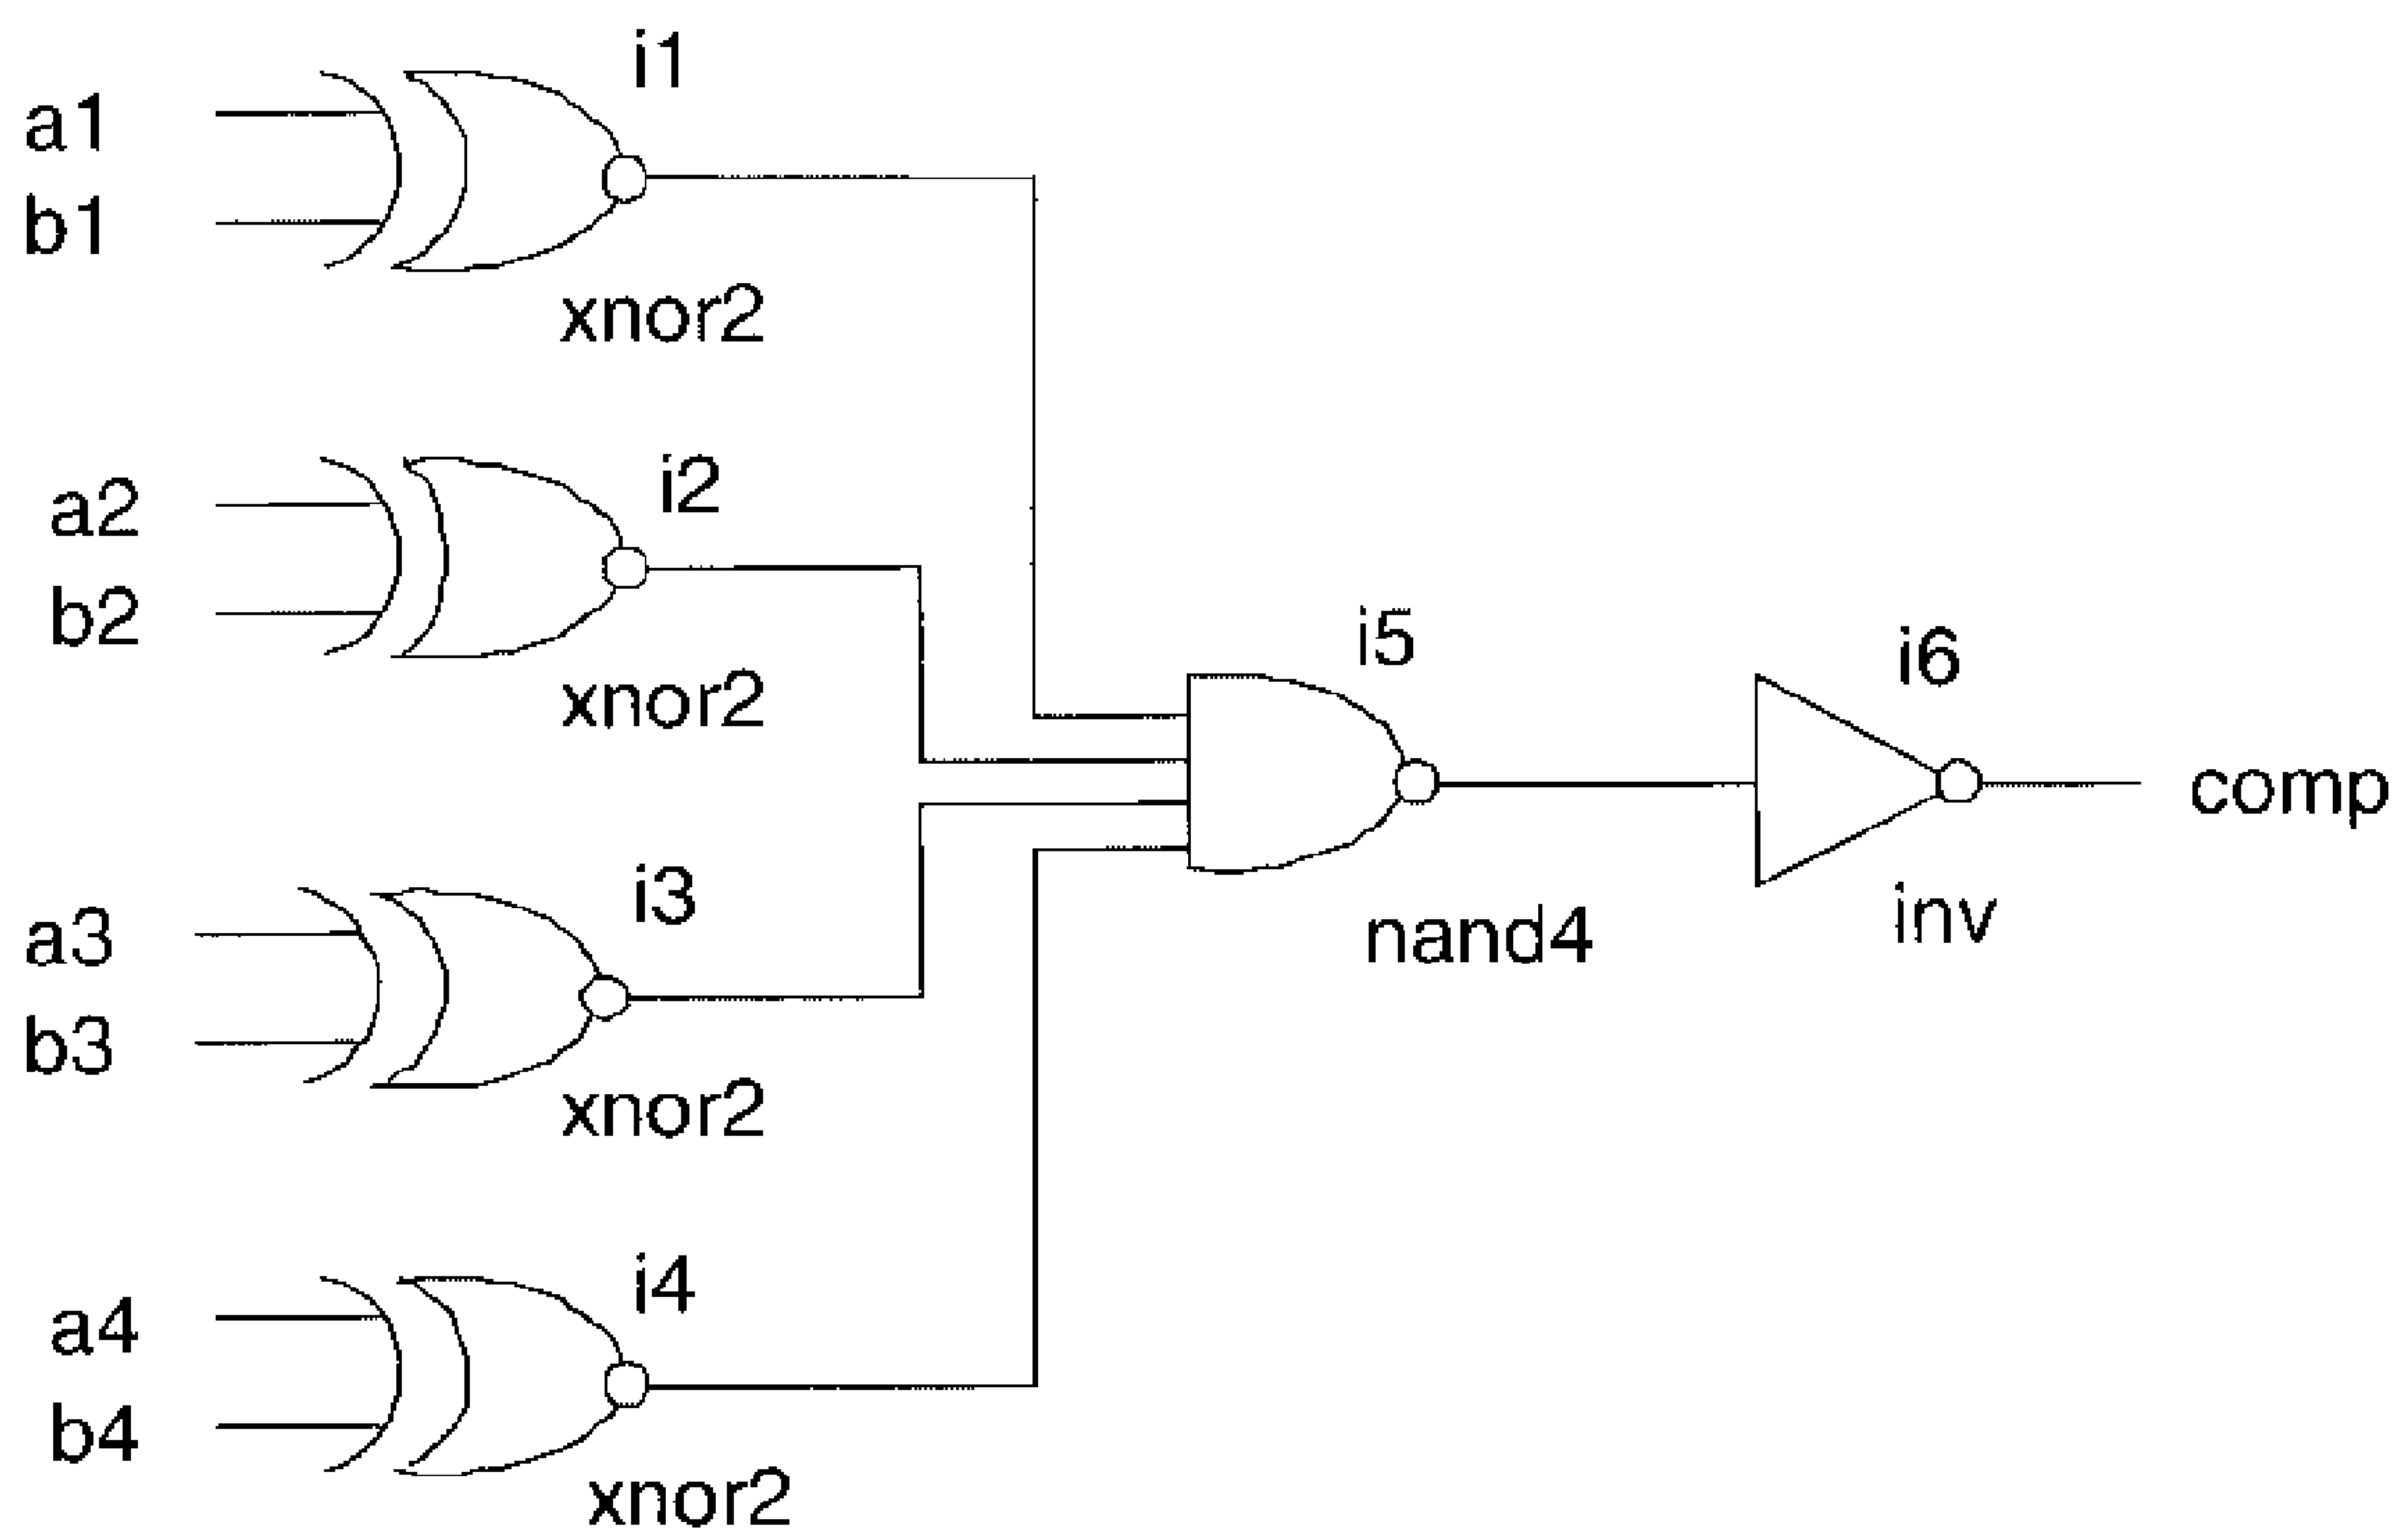 i1
a1
b1
xnor2
i2
a2
b2
xnor2
i5
i6
comp
nand4
inv
i3
a3
b3
xnor2
i4
a4
b4
xnor2